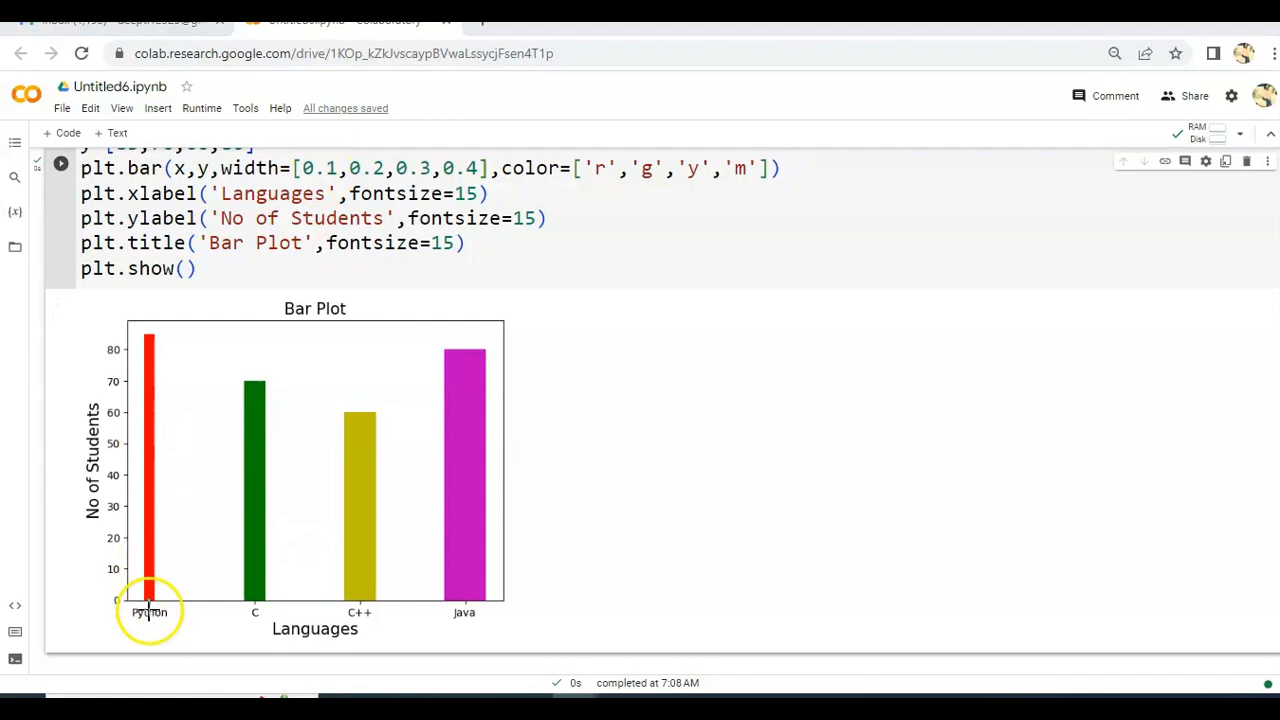 colab.research.google.com/drive/1KOp_kZkJvscaypBVwaLssycjFsen4T1p
Untitled6.ipynb
File Edit View Insert Runtime Tools Help All changes saved
Comment Share
+ Code + Text
RAM
Disk
plt.bar(x,y,width=[0.1,0.2,0.3,0.4],color=['r','g','y','m'])
plt.xlabel('Languages',fontsize=15)
plt.ylabel('No of Students',fontsize=15)
plt.title('Bar Plot',fontsize=15)
plt.show()
Bar Plot
80
70
60
50
40
30
20
10
0
No of Students
Python C C++ Java
Languages
0s completed at 7:08 AM